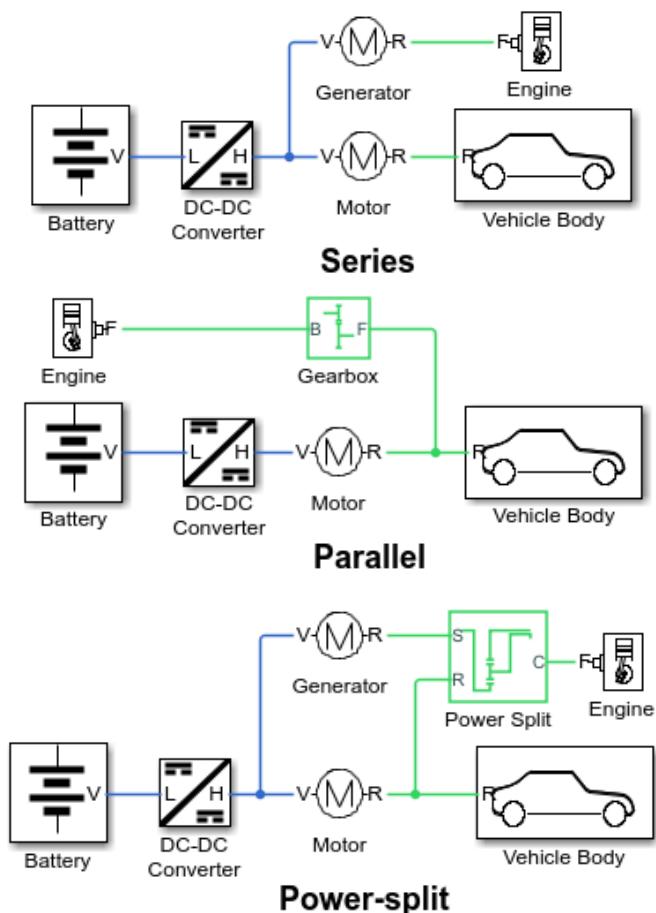 V M R F
Generator Engine
V L H V M R R
Battery DC-DC Motor Vehicle Body
Converter
Series
F B F
Engine Gearbox
V L H V M R R
Battery DC-DC Motor Vehicle Body
Converter
Parallel
V M R S C F
R
Generator Power Split Engine
V L H V M R R
Battery DC-DC Motor Vehicle Body
Converter
Power-split